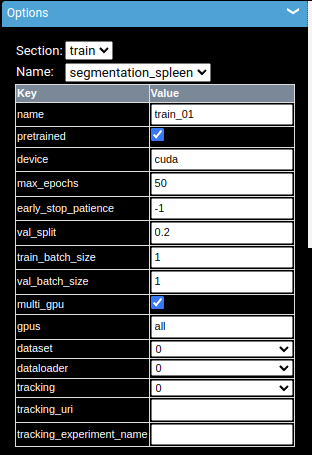 Options
Section: train
Name: segmentation_spleen
Key Value
name train_01
pretrained
device cuda
max_epochs 50
early_stop_patience -1
val_split 0.2
train_batch_size 1
val_batch_size 1
multi_gpu
gpus all
dataset 0
dataloader 0
tracking 0
tracking_uri
tracking_experiment_name